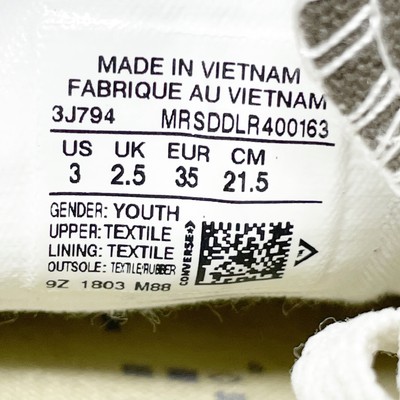 MADE IN VIETNAM
FABRIQUE AU VIETNAM
3J794 MRSDDLR400163
US UK EUR CM
3 2.5 35 21.5
GENDER: YOUTH
UPPER: TEXTILE
LINING: TEXTILE
OUTSOLE: TEXTILE/RUBBER
9Z 1803 M88
CONVERSE